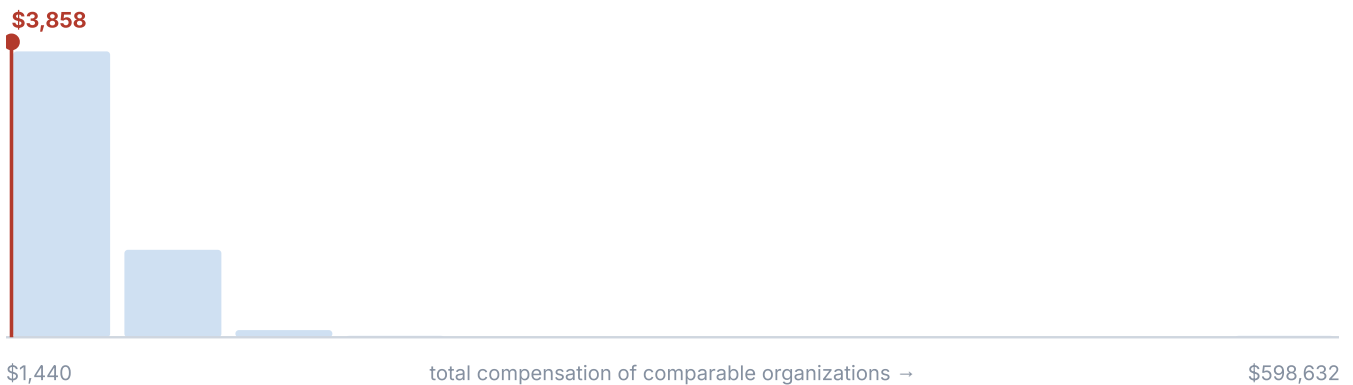 $3,858
$1,440 total compensation of comparable organizations → $598,632